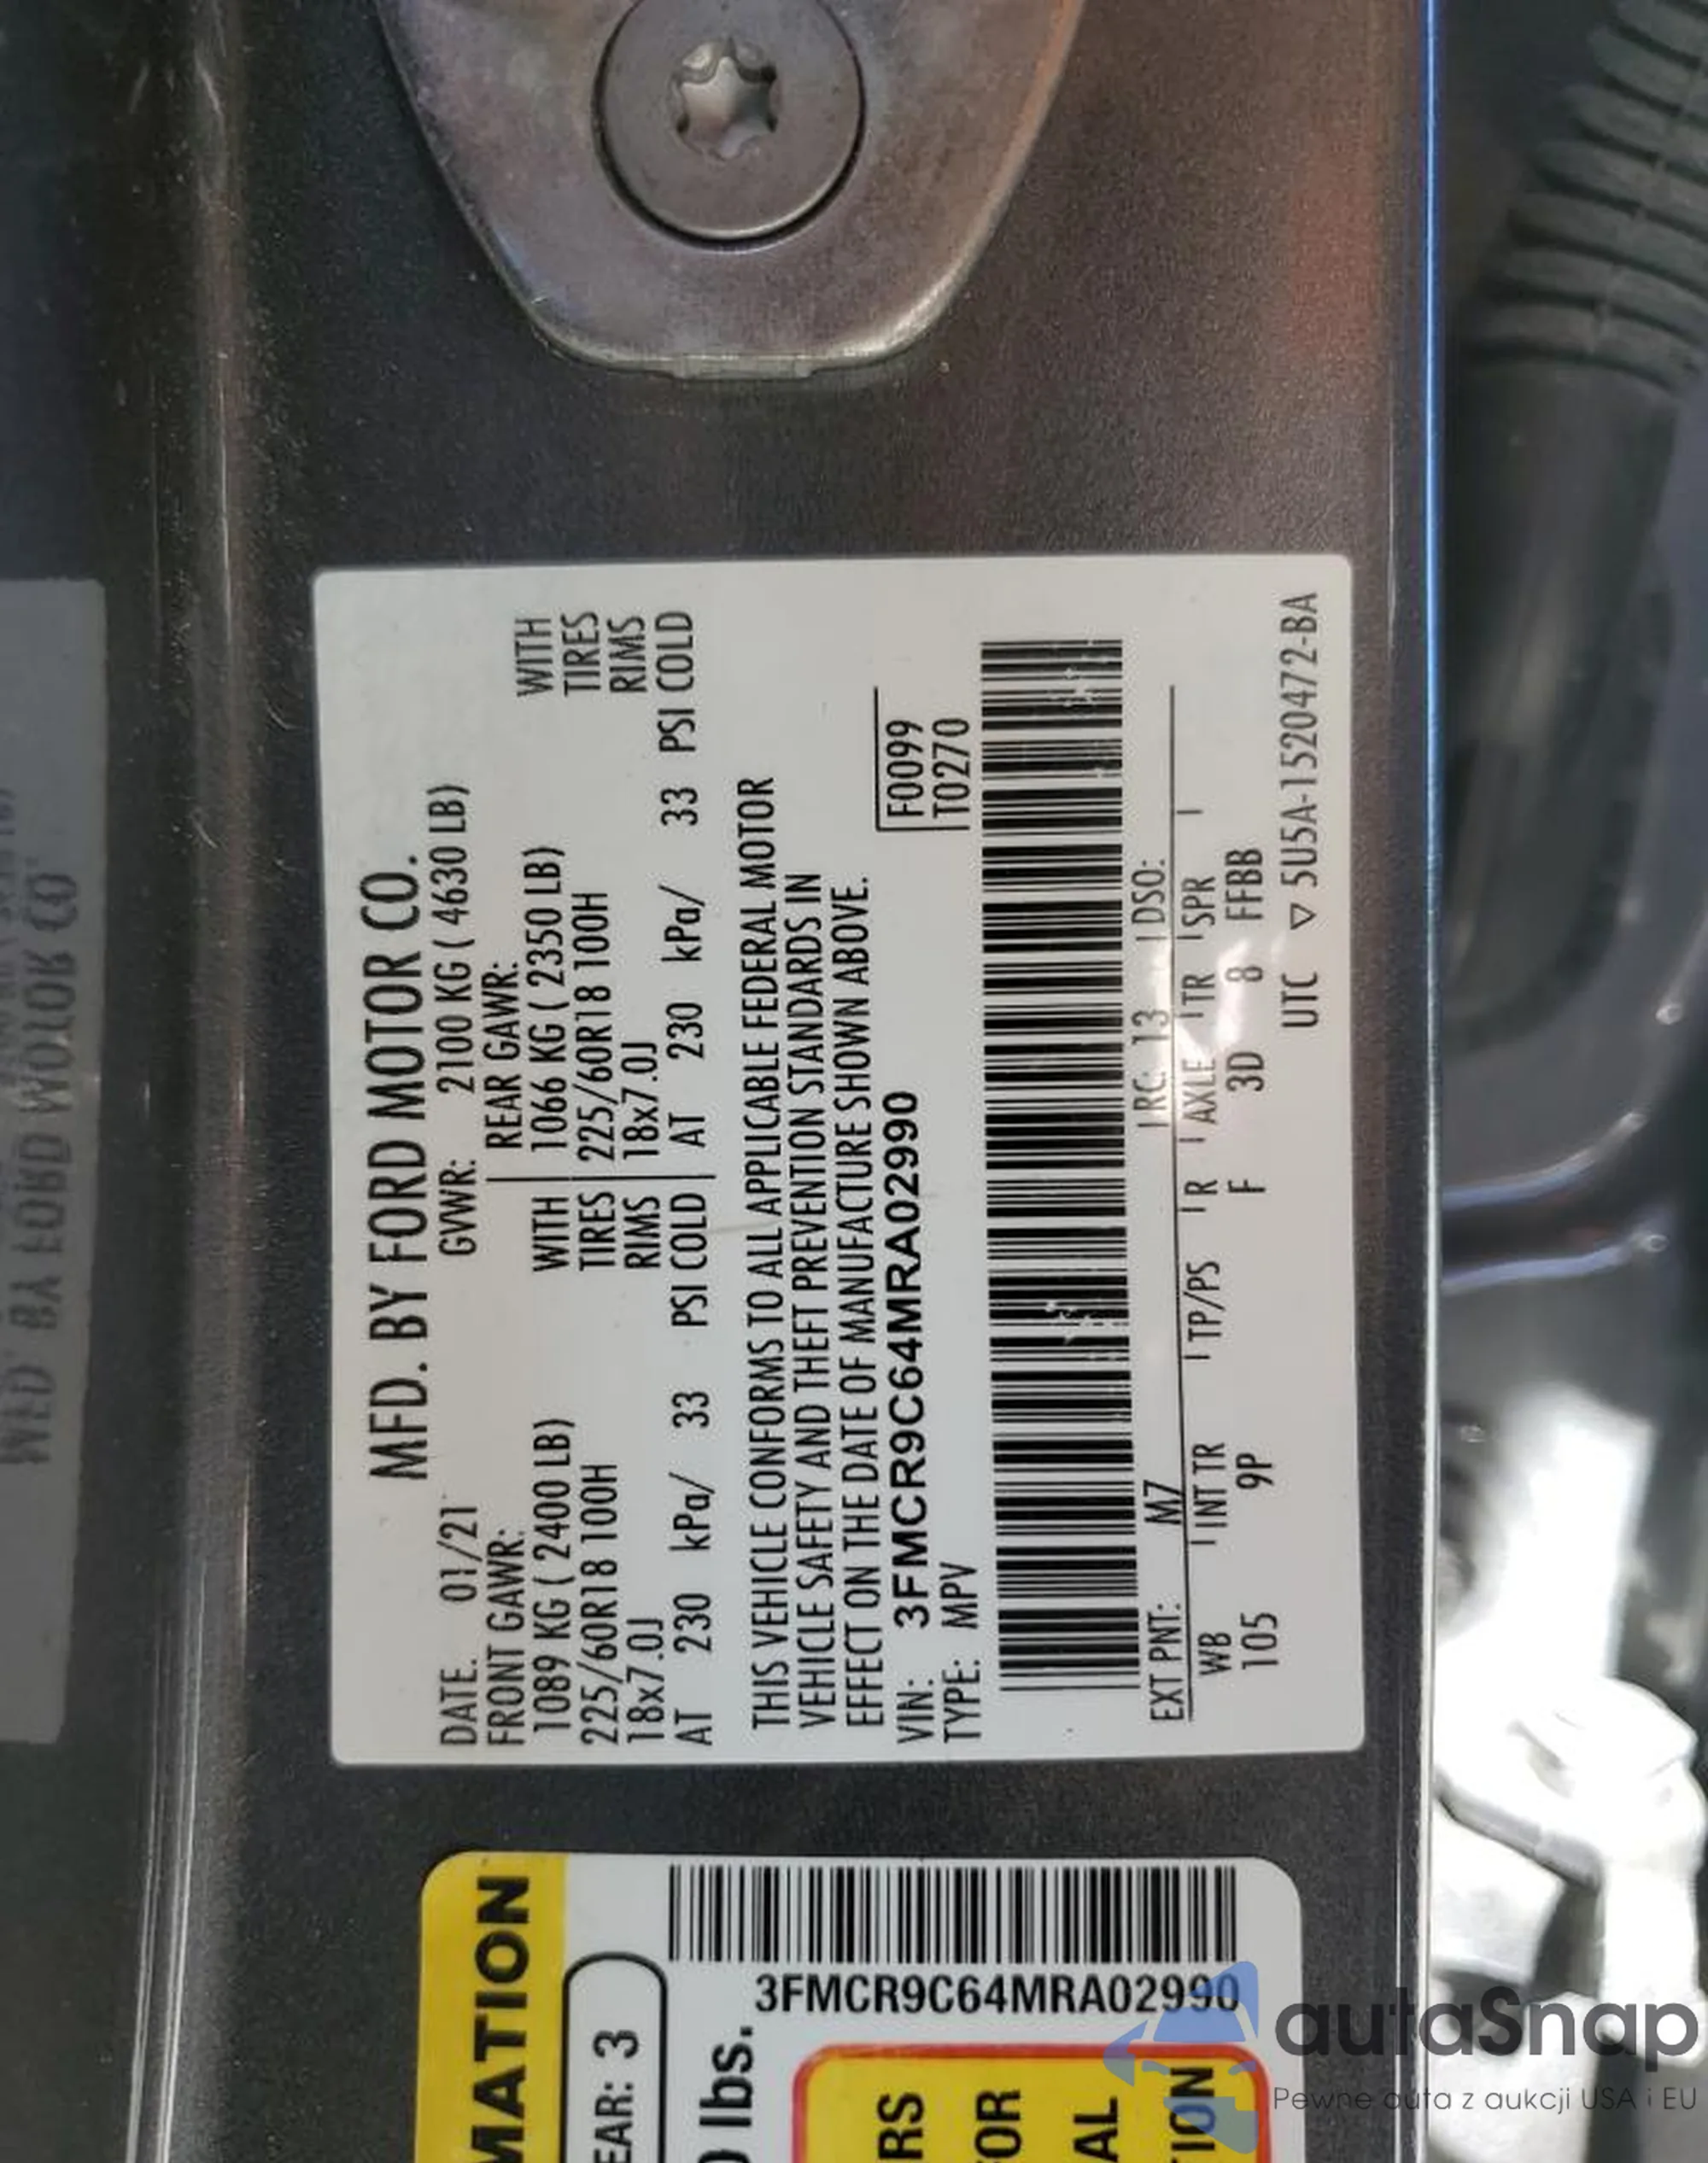 MFD. BY FORD MOTOR CO.
DATE. 01/21 GVWR: 2100 KG ( 4630 LB)
FRONT GAWR: REAR GAWR:
1089 KG ( 2400 LB) WITH 1066 KG ( 2350 LB) WITH
225/60R18 100H TIRES 225/60R18 100H TIRES
18x7.0J RIMS 18x7.0J RIMS
AT 230 kPa/ 33 PSI COLD AT 230 kPa/ 33 PSI COLD
THIS VEHICLE CONFORMS TO ALL APPLICABLE FEDERAL MOTOR
VEHICLE SAFETY AND THEFT PREVENTION STANDARDS IN
EFFECT ON THE DATE OF MANUFACTURE SHOWN ABOVE.
VIN: 3FMCR9C64MRA02990 F0099
TYPE: MPV T0270
EXT PNT: M7 RC: 13 DSO:
WB INT TR TP/PS R AXLE TR SPR
105 9P F 3D 8 FFBB
UTC ▽ 5U5A-1520472-BA
MATION
EAR: 3
lbs.
3FMCR9C64MRA02990
RS
OR
AL
TION
autaSnap
Pewne auta z aukcji USA i EU